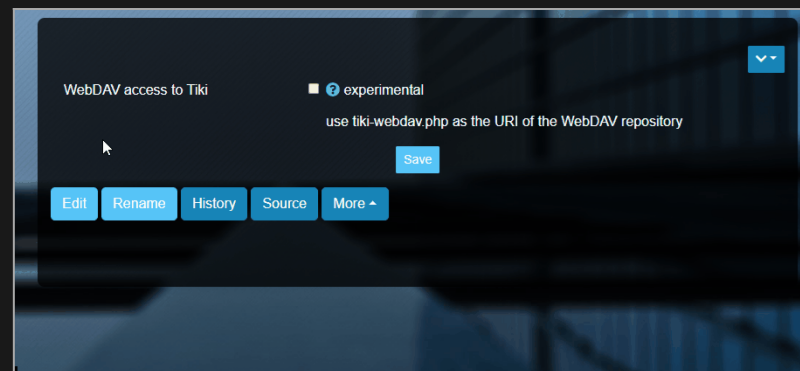 WebDAV access to Tiki
experimental
use tiki-webdav.php as the URI of the WebDAV repository
Save
Edit Rename History Source More